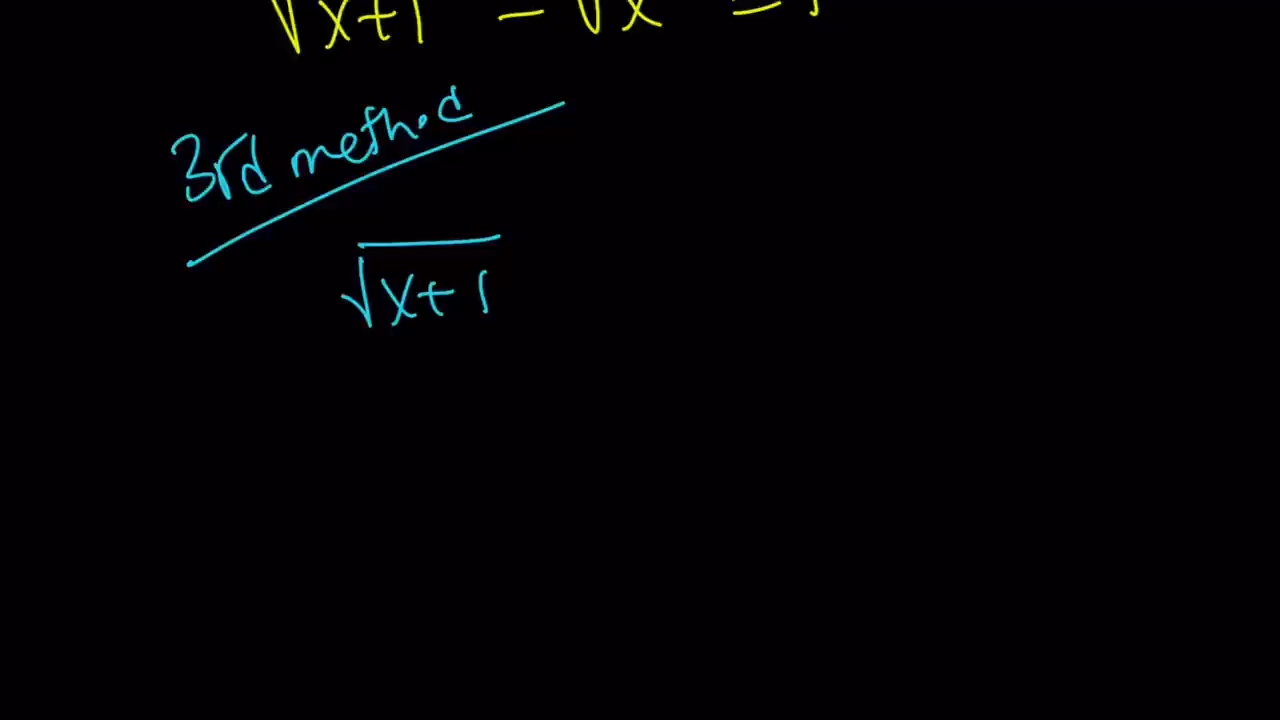 √x+1 - √x =
3rd method
√x+1